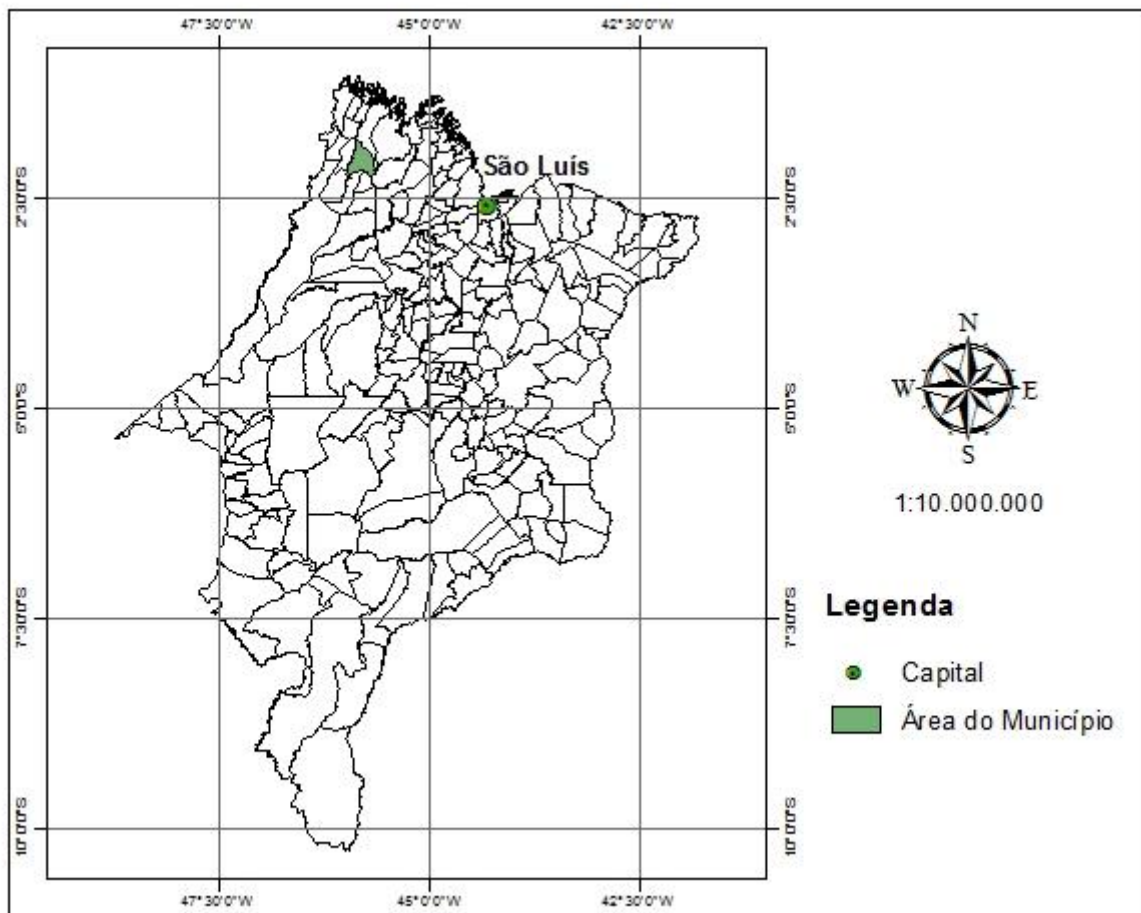 47°30'0"W 45°0'0"W 42°30'0"W
São Luís
2°30'0"S 2°30'0"S
5°0'0"S 5°0'0"S
7°30'0"S 7°30'0"S
10°0'0"S 10°0'0"S
47°30'0"W 45°0'0"W 42°30'0"W
N
W E
S
1:10.000.000
Legenda
Capital
Área do Município